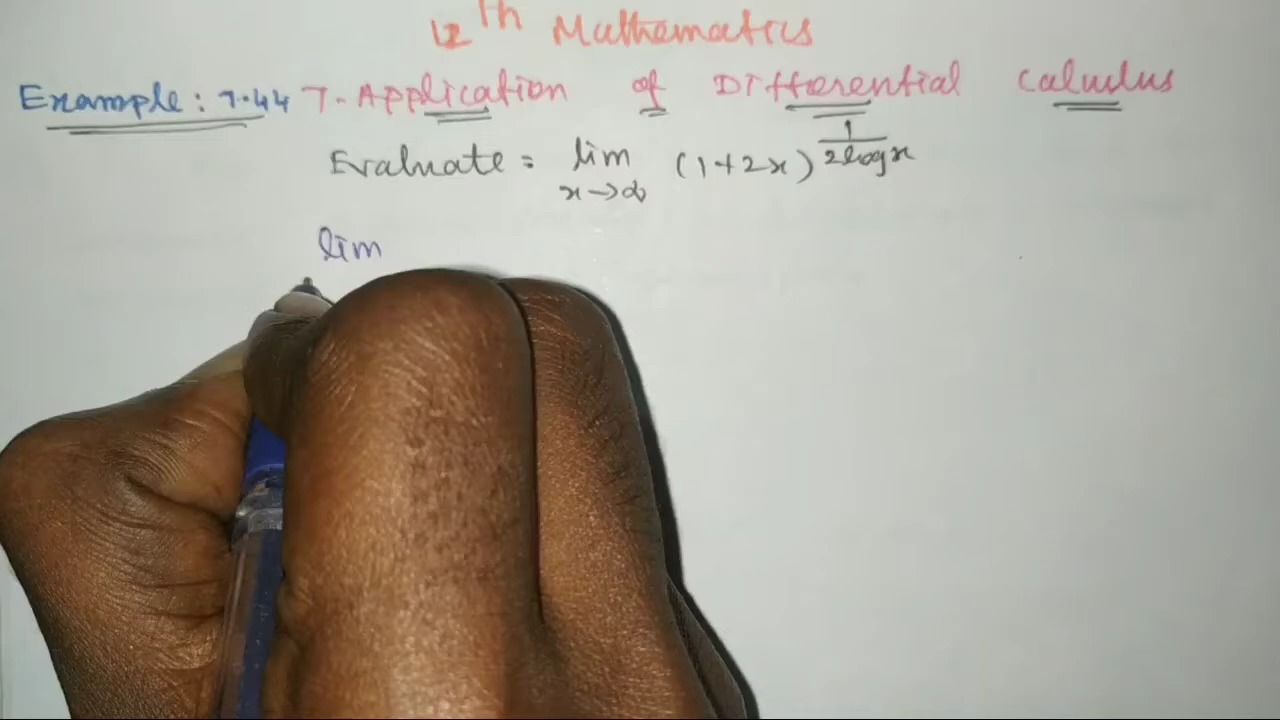 12th Mathematics
Example: 7.44 7. Application of Differential Calculus
Evaluate = lim x→∞ (1+2x)^(1/(2 log x))
lim